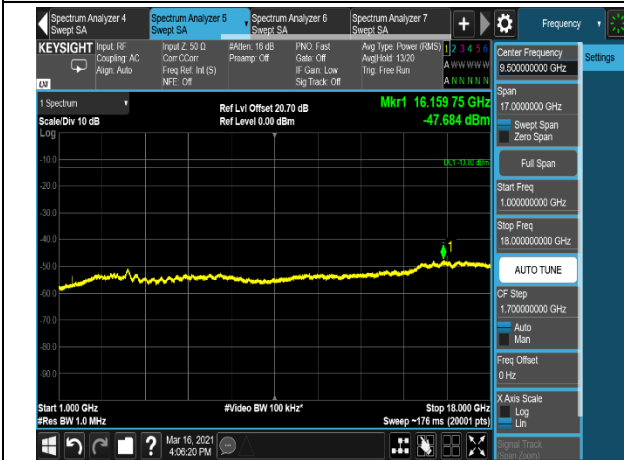 Spectrum Analyzer 4
Swept SA
Spectrum Analyzer 5
Swept SA
Spectrum Analyzer 6
Swept SA
Spectrum Analyzer 7
Swept SA
+
Frequency
KEYSIGHT
Input: RF
Coupling: AC
Align: Auto
Input Z: 50 Ω
Corr CCorr
Freq Ref: Int (S)
NFE: Off
#Atten: 16 dB
Preamp: Off
PNO: Fast
Gate: Off
IF Gain: Low
Sig Track: Off
Avg Type: Power (RMS)
Avg|Hold: 13/20
Trig: Free Run
1 2 3 4 5 6
A W W W W W
A N N N N N
LXI
1 Spectrum
Scale/Div 10 dB
Log
Ref Lvl Offset 20.70 dB
Ref Level 0.00 dBm
Mkr1 16.159 75 GHz
-47.684 dBm
DL1 -13.00 dBm
-10.0
-20.0
-30.0
-40.0
-50.0
-60.0
-70.0
-80.0
-90.0
1
Start 1.000 GHz
#Res BW 1.0 MHz
#Video BW 100 kHz*
Stop 18.000 GHz
Sweep ~176 ms (20001 pts)
Center Frequency
9.500000000 GHz
Settings
Span
17.0000000 GHz
Swept Span
Zero Span
Full Span
Start Freq
1.000000000 GHz
Stop Freq
18.000000000 GHz
AUTO TUNE
CF Step
1.700000000 GHz
Auto
Man
Freq Offset
0 Hz
X Axis Scale
Log
Lin
Signal Track
(Span Zoom)
?
Mar 16, 2021
4:06:20 PM